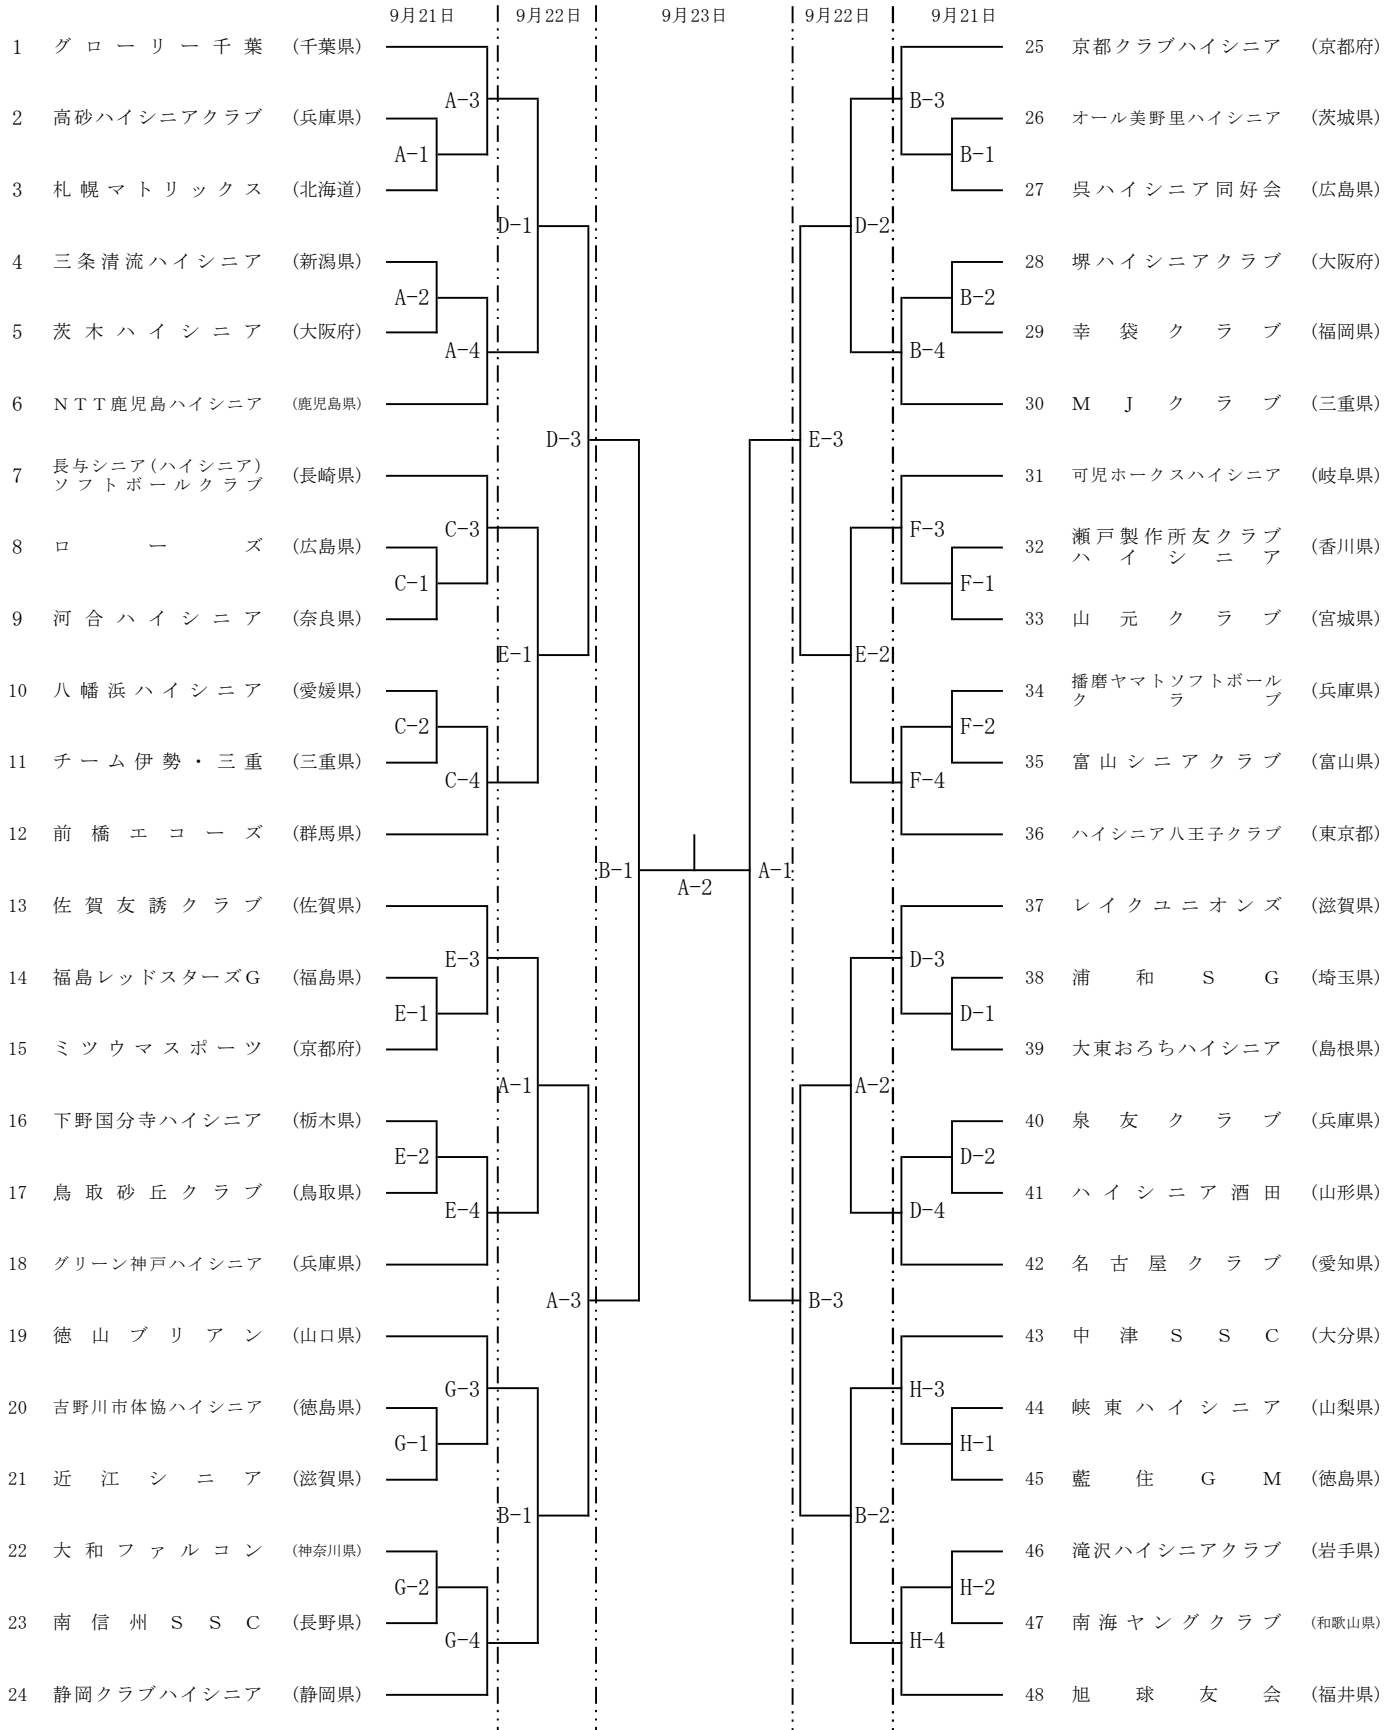 9月21日 9月22日 9月23日 9月22日 9月21日
1 グローリー千葉 (千葉県)
A-3
2 高砂ハイシニアクラブ (兵庫県)
A-1
3 札幌マトリックス (北海道)
D-1
4 三条清流ハイシニア (新潟県)
A-2
5 茨木ハイシニア (大阪府)
A-4
6 NTT鹿児島ハイシニア (鹿児島県)
D-3
7 長与シニア(ハイシニア)
ソフトボールクラブ (長崎県)
C-3
8 ローズ (広島県)
C-1
9 河合ハイシニア (奈良県)
E-1
10 八幡浜ハイシニア (愛媛県)
C-2
11 チーム伊勢・三重 (三重県)
C-4
12 前橋エコーズ (群馬県)
B-1
13 佐賀友誘クラブ (佐賀県)
E-3
14 福島レッドスターズG (福島県)
E-1
15 ミツウマスポーツ (京都府)
A-1
16 下野国分寺ハイシニア (栃木県)
E-2
17 鳥取砂丘クラブ (鳥取県)
E-4
18 グリーン神戸ハイシニア (兵庫県)
A-3
19 徳山ブリアン (山口県)
G-3
20 吉野川市体協ハイシニア (徳島県)
G-1
21 近江シニア (滋賀県)
B-1
22 大和ファルコン (神奈川県)
G-2
23 南信州SSC (長野県)
G-4
24 静岡クラブハイシニア (静岡県)
A-2
25 京都クラブハイシニア (京都府)
B-3
26 オール美野里ハイシニア (茨城県)
B-1
27 呉ハイシニア同好会 (広島県)
D-2
28 堺ハイシニアクラブ (大阪府)
B-2
29 幸袋クラブ (福岡県)
B-4
30 MJクラブ (三重県)
E-3
31 可児ホークスハイシニア (岐阜県)
F-3
32 瀬戸製作所友クラブ
ハイシニア (香川県)
F-1
33 山元クラブ (宮城県)
E-2
34 播磨ヤマトソフトボール
クラブ (兵庫県)
F-2
35 富山シニアクラブ (富山県)
F-4
36 ハイシニア八王子クラブ (東京都)
A-1
37 レイクユニオンズ (滋賀県)
D-3
38 浦和SG (埼玉県)
D-1
39 大東おろちハイシニア (島根県)
A-2
40 泉友クラブ (兵庫県)
D-2
41 ハイシニア酒田 (山形県)
D-4
42 名古屋クラブ (愛知県)
B-3
43 中津SSC (大分県)
H-3
44 峡東ハイシニア (山梨県)
H-1
45 藍住GM (徳島県)
B-2
46 滝沢ハイシニアクラブ (岩手県)
H-2
47 南海ヤングクラブ (和歌山県)
H-4
48 旭球友会 (福井県)